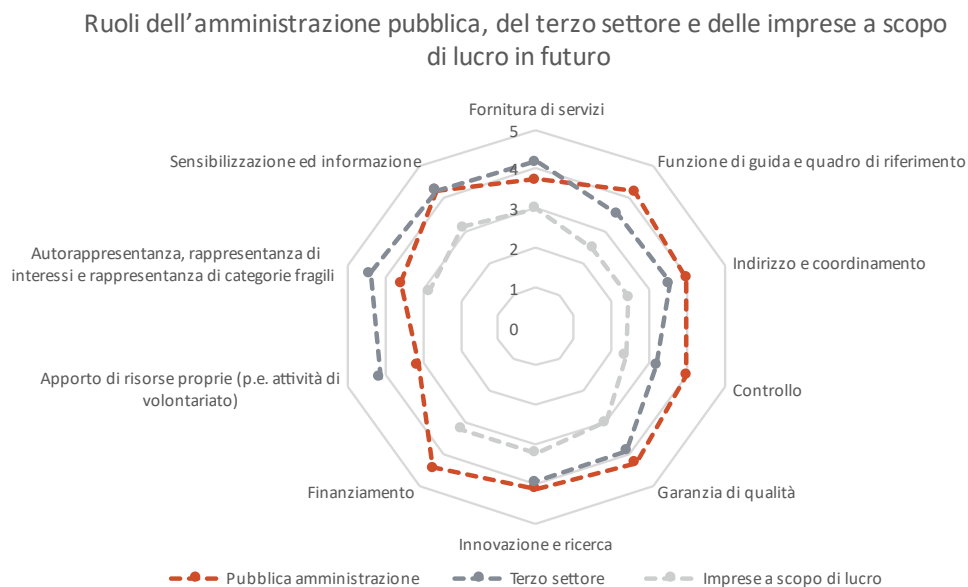 Ruoli dell’amministrazione pubblica, del terzo settore e delle imprese a scopo
di lucro in futuro
Fornitura di servizi
5
Sensibilizzazione ed informazione
Funzione di guida e quadro di riferimento
4
3
Autorappresentanza, rappresentanza di
interessi e rappresentanza di categorie fragili
2
Indirizzo e coordinamento
1
0
Apporto di risorse proprie (p.e. attività di
volontariato)
Controllo
Finanziamento
Garanzia di qualità
Innovazione e ricerca
Pubblica amministrazione
Terzo settore
Imprese a scopo di lucro